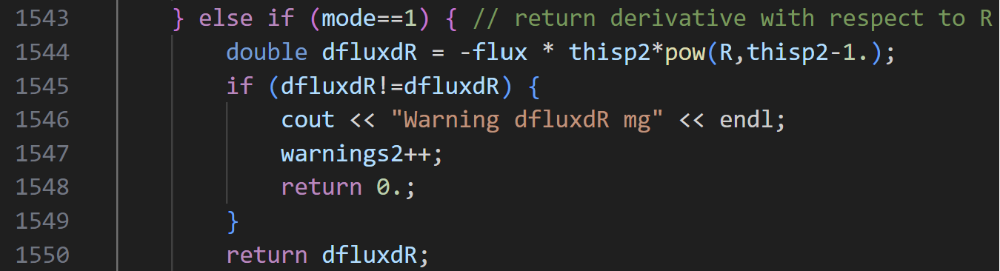 1543 } else if (mode==1) { // return derivative with respect to R
1544 double dfluxdR = -flux * thisp2*pow(R,thisp2-1.);
1545 if (dfluxdR!=dfluxdR) {
1546 cout << "Warning dfluxdR mg" << endl;
1547 warnings2++;
1548 return 0.;
1549 }
1550 return dfluxdR;